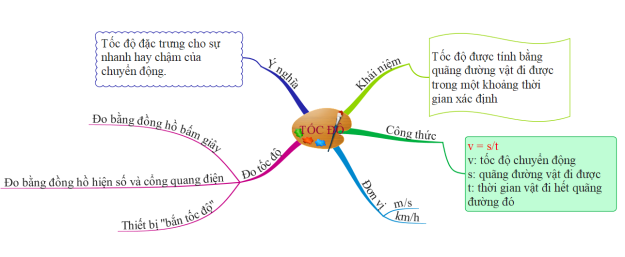 TỐC ĐỘ
Khái niệm
Tốc độ được tính bằng
quãng đường vật đi được
trong một khoảng thời
gian xác định
Công thức
v = s/t
v: tốc độ chuyển động
s: quãng đường vật đi được
t: thời gian vật đi hết quãng
đường đó
Đơn vị
m/s
km/h
Đo tốc độ
Đo bằng đồng hồ bấm giây
Đo bằng đồng hồ hiện số và cổng quang điện
Thiết bị "bắn tốc độ"
Ý nghĩa
Tốc độ đặc trưng cho sự
nhanh hay chậm của
chuyển động.